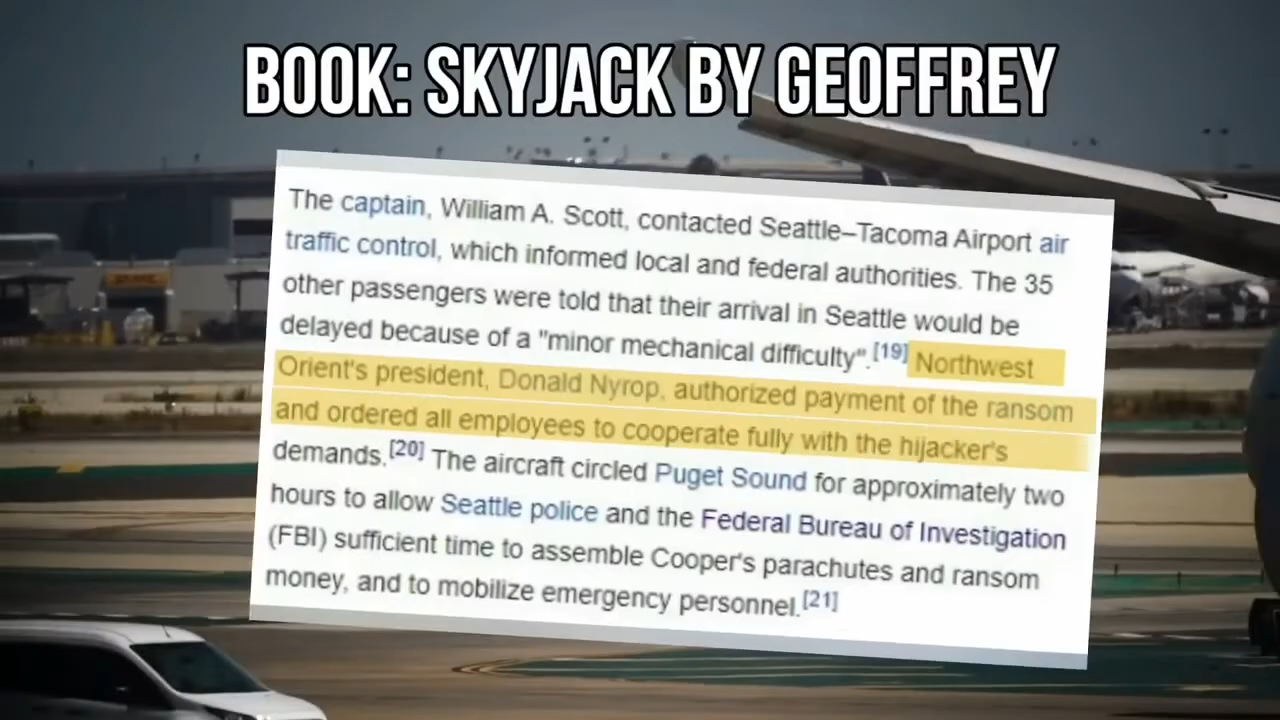 BOOK: SKYJACK BY GEOFFREY
The captain, William A. Scott, contacted Seattle–Tacoma Airport air
traffic control, which informed local and federal authorities. The 35
other passengers were told that their arrival in Seattle would be
delayed because of a "minor mechanical difficulty".[19] Northwest
Orient's president, Donald Nyrop, authorized payment of the ransom
and ordered all employees to cooperate fully with the hijacker's
demands.[20] The aircraft circled Puget Sound for approximately two
hours to allow Seattle police and the Federal Bureau of Investigation
(FBI) sufficient time to assemble Cooper's parachutes and ransom
money, and to mobilize emergency personnel.[21]